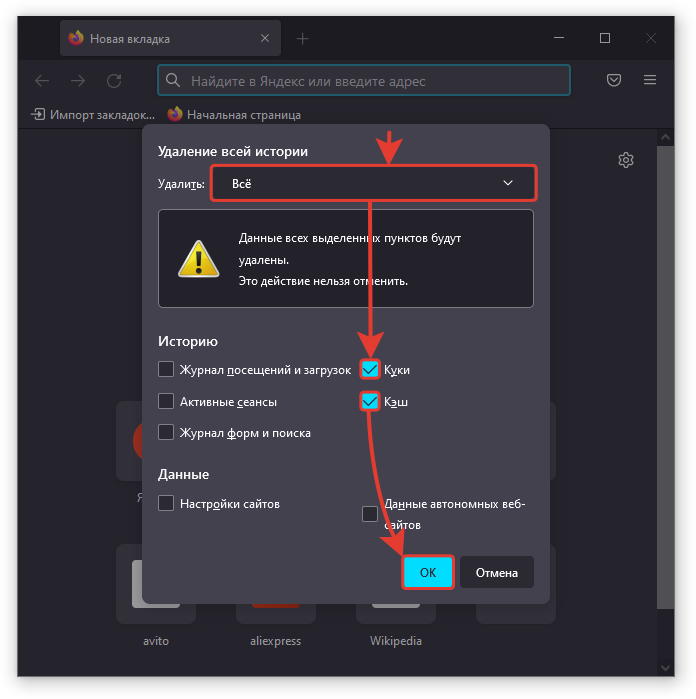 Новая вкладка
Найдите в Яндекс или введите адрес
Импорт закладок...
Начальная страница
Удаление всей истории
Удалить:
Всё
Данные всех выделенных пунктов будут
удалены.
Это действие нельзя отменить.
Историю
Журнал посещений и загрузок
Куки
Активные сеансы
Кэш
Журнал форм и поиска
Данные
Настройки сайтов
Данные автономных веб-
сайтов
OK
Отмена
avito
aliexpress
Wikipedia